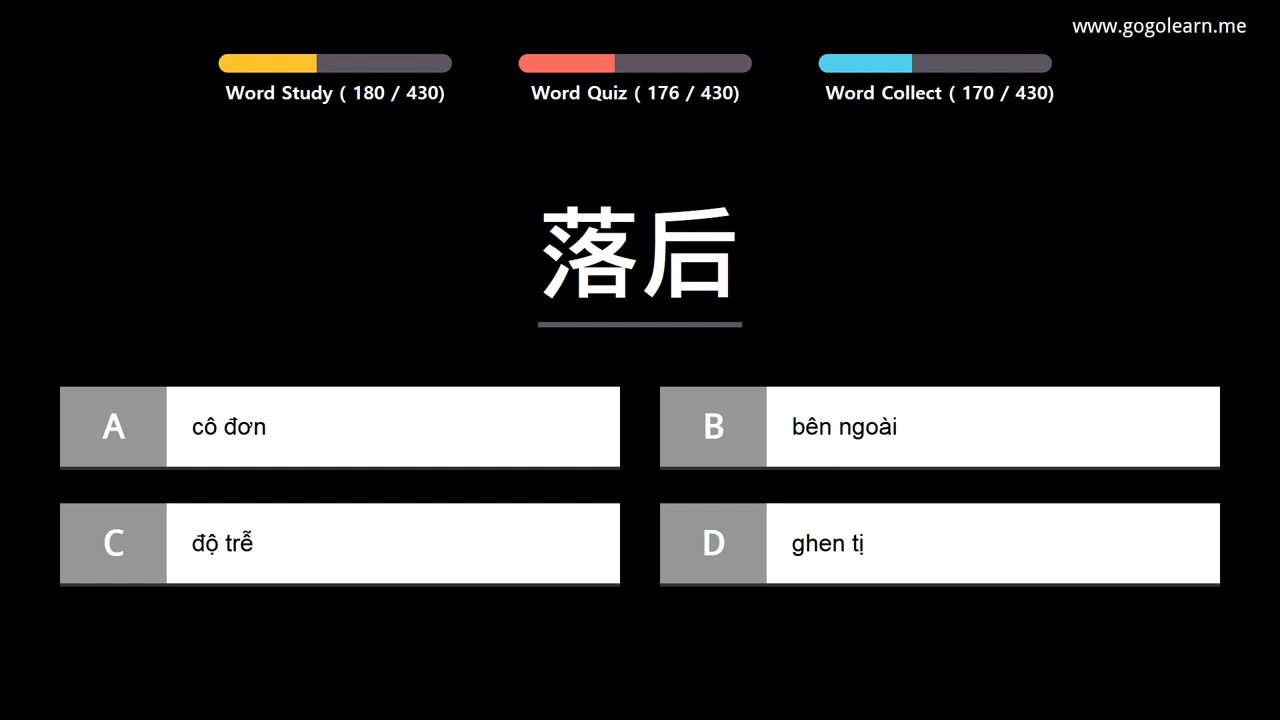 www.gogolearn.me
Word Study ( 180 / 430)
Word Quiz ( 176 / 430)
Word Collect ( 170 / 430)
落后
A
cô đơn
B
bên ngoài
C
độ trễ
D
ghen tị